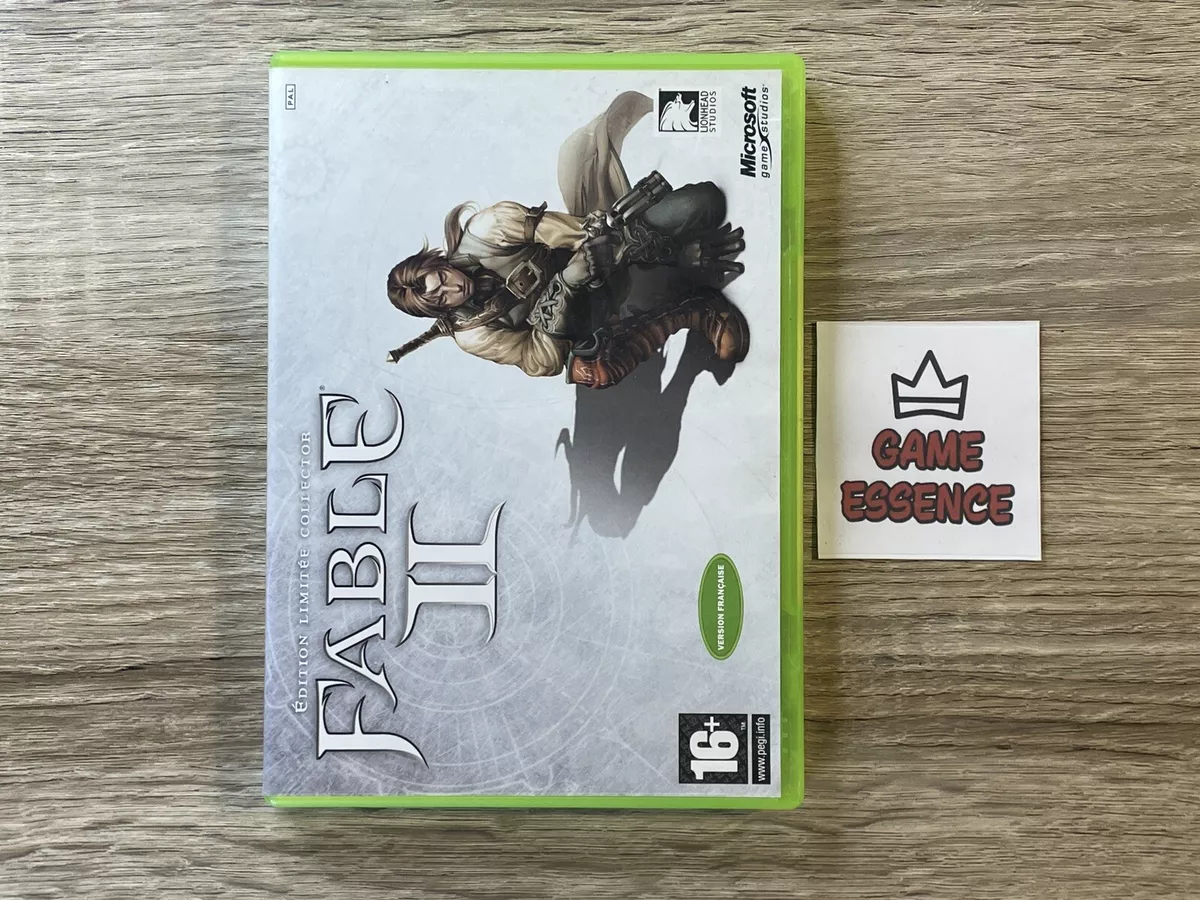 PAL
ÉDITION LIMITÉE COLLECTOR
FABLE®
II
LIONHEAD
STUDIOS
Microsoft
game studios
VERSION FRANÇAISE
16+
TM
www.pegi.info
GAME
ESSENCE